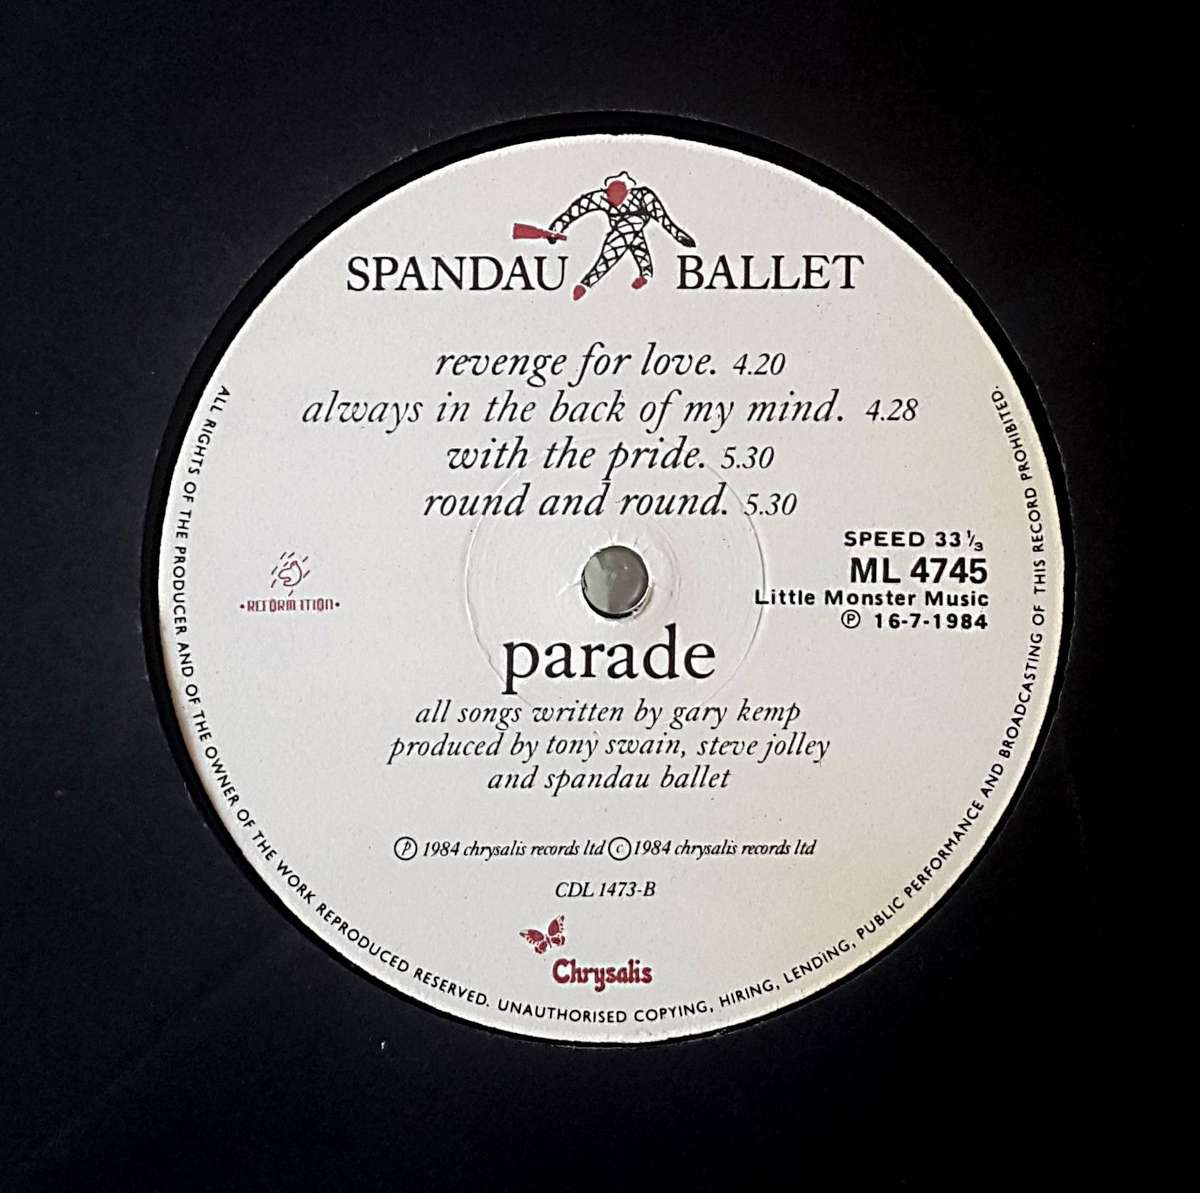 SPANDAU BALLET
revenge for love. 4.20
always in the back of my mind. 4.28
with the pride. 5.30
round and round. 5.30
SPEED 33 1/3
ML 4745
Little Monster Music
Ⓟ 16-7-1984
•REFORMATION•
parade
all songs written by gary kemp
produced by tony swain, steve jolley
and spandau ballet
Ⓟ 1984 chrysalis records ltd © 1984 chrysalis records ltd
CDL 1473-B
Chrysalis
ALL RIGHTS OF THE PRODUCER AND OF THE OWNER OF THE WORK REPRODUCED RESERVED. UNAUTHORISED COPYING, HIRING, LENDING, PUBLIC PERFORMANCE AND BROADCASTING OF THIS RECORD PROHIBITED.